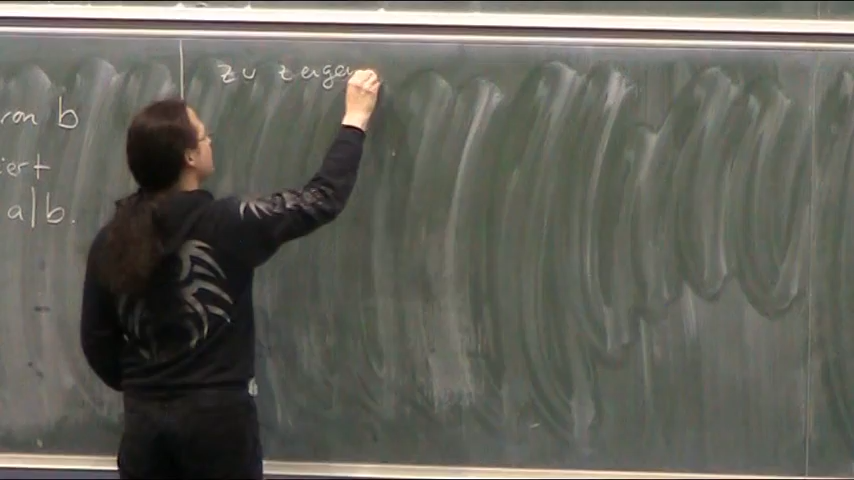 von b
iert
a|b.
zu zeigen